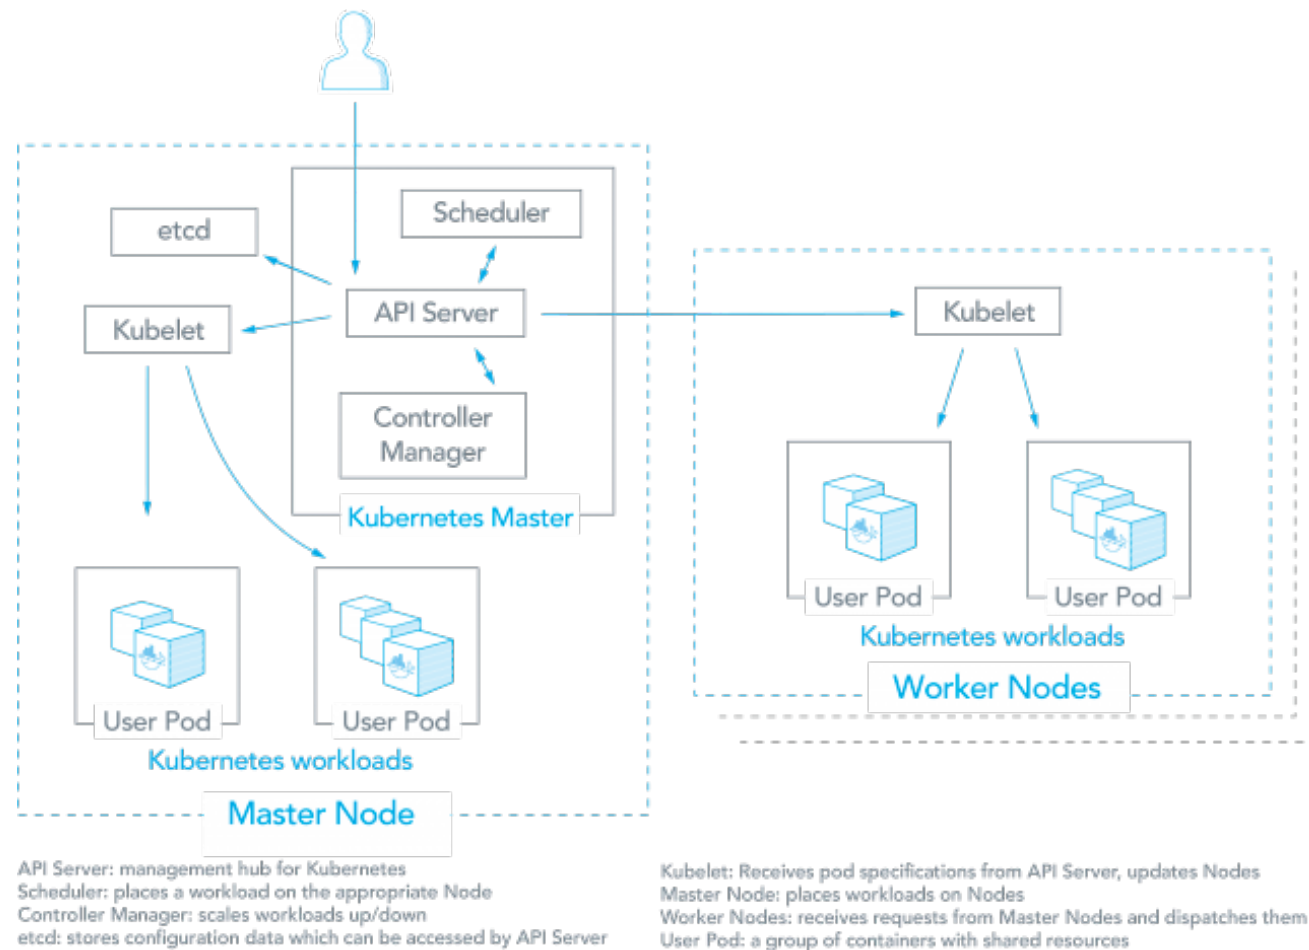 Scheduler
etcd
API Server
Kubelet
Kubelet
Controller
Manager
Kubernetes Master
User Pod
User Pod
Kubernetes workloads
Worker Nodes
User Pod
User Pod
Kubernetes workloads
Master Node
API Server: management hub for Kubernetes
Scheduler: places a workload on the appropriate Node
Controller Manager: scales workloads up/down
etcd: stores configuration data which can be accessed by API Server
Kubelet: Receives pod specifications from API Server, updates Nodes
Master Node: places workloads on Nodes
Worker Nodes: receives requests from Master Nodes and dispatches them
User Pod: a group of containers with shared resources